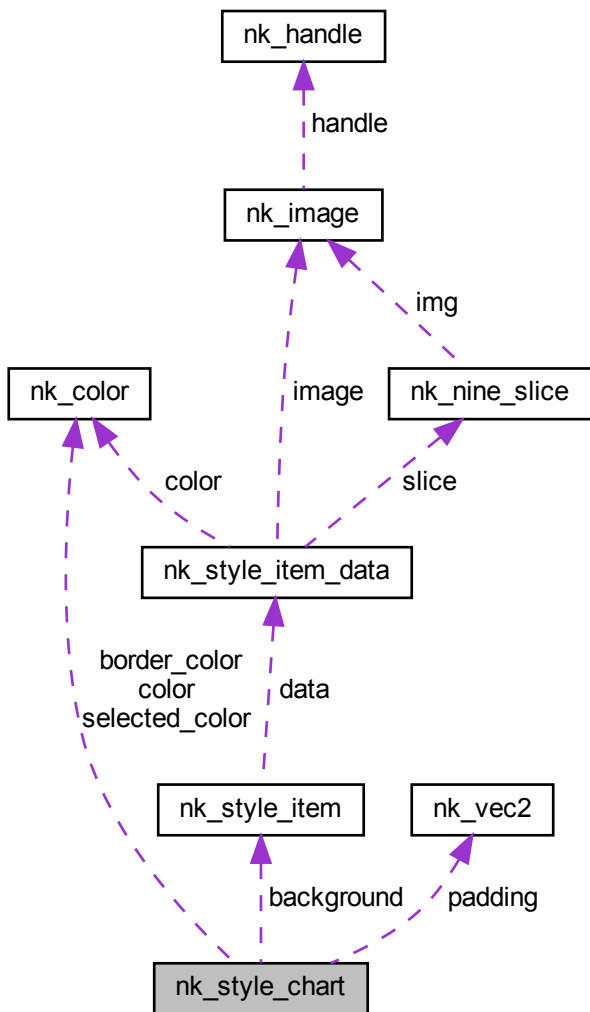 nk_handle
handle
nk_image
img
nk_color
image
nk_nine_slice
color
slice
nk_style_item_data
border_color
color
selected_color
data
nk_style_item
nk_vec2
background
padding
nk_style_chart